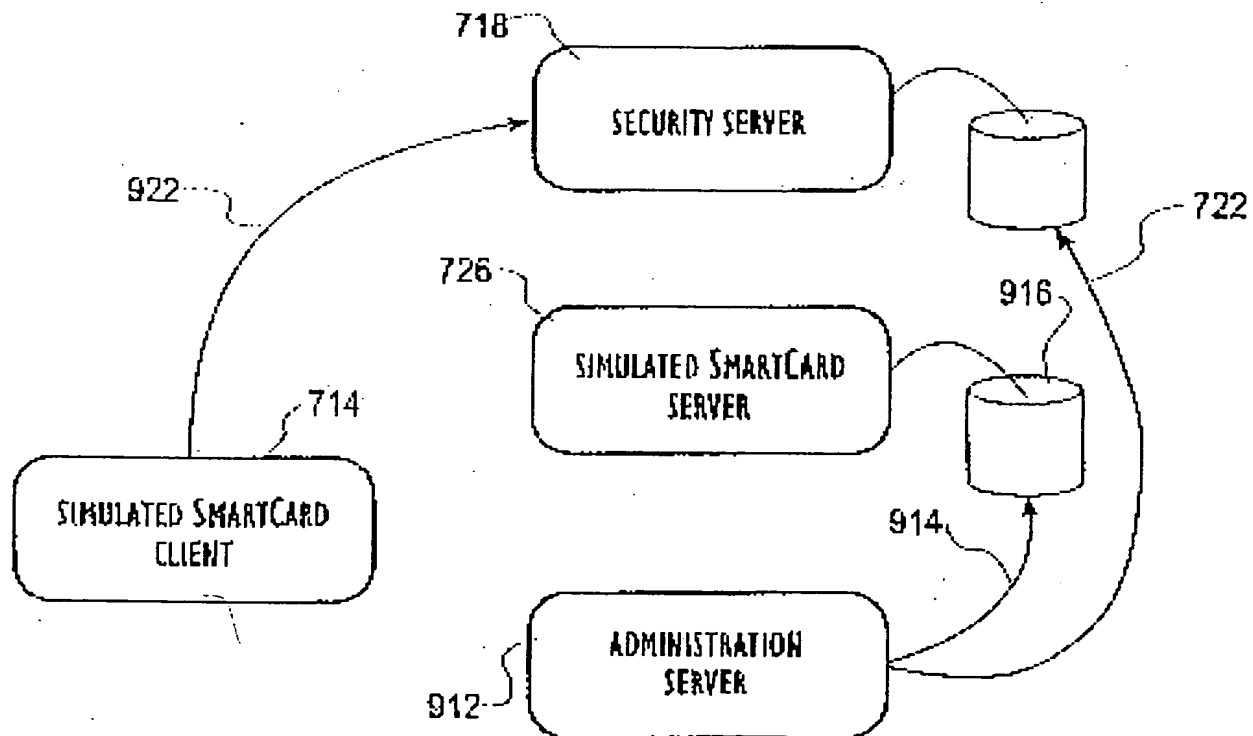 718
SECURITY SERVER
922
722
726
916
SIMULATED SMARTCARD
SERVER
714
SIMULATED SMARTCARD
CLIENT
914
ADMINISTRATION
SERVER
912